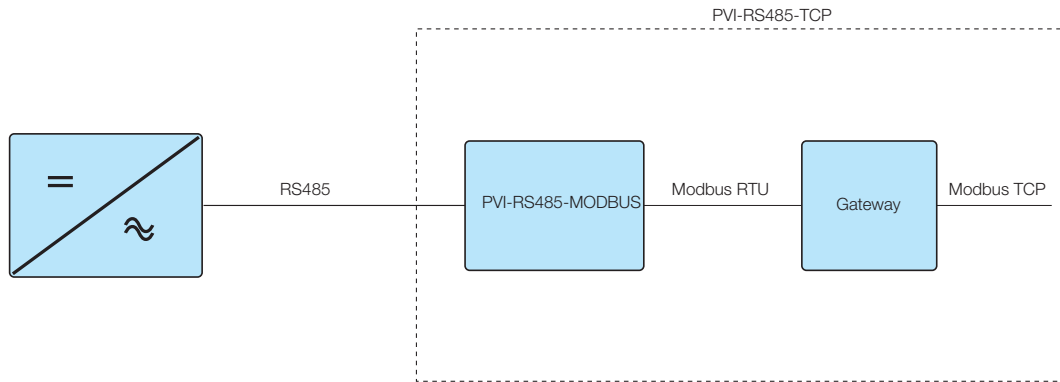 PVI-RS485-TCP
RS485
PVI-RS485-MODBUS
Modbus RTU
Gateway
Modbus TCP